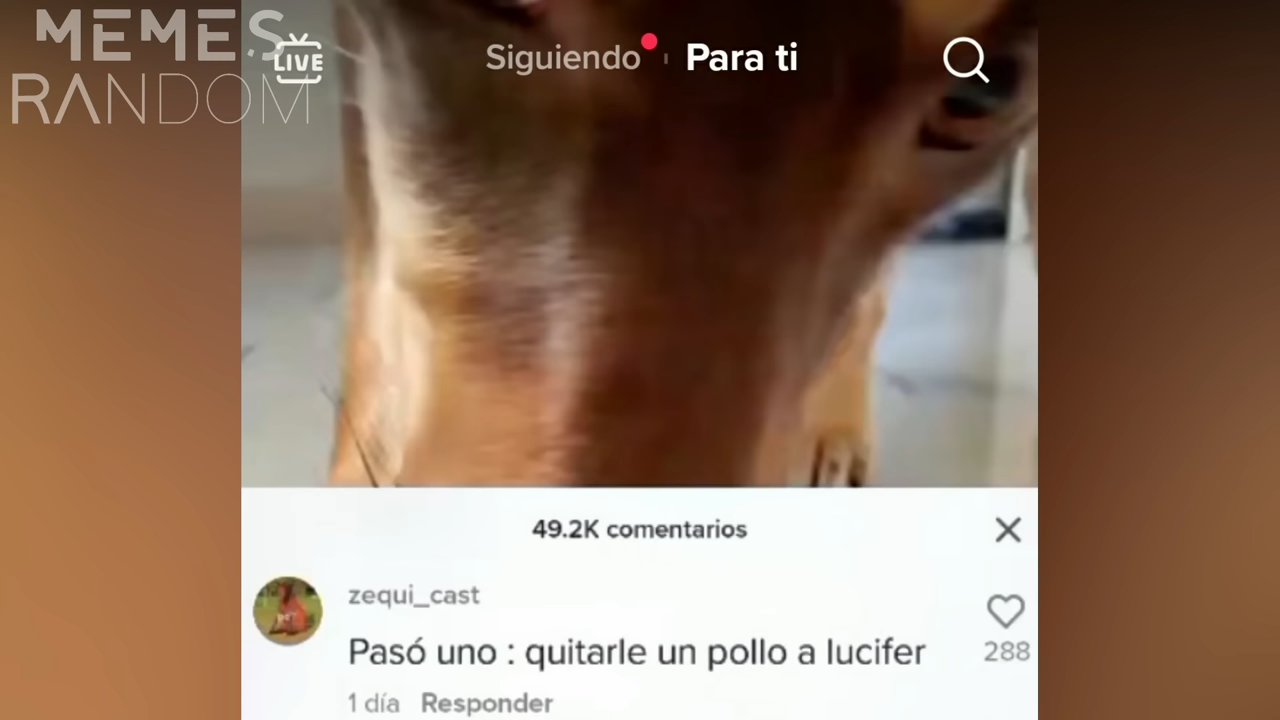 MEMES
RANDOM
LIVE
Siguiendo
Para ti
49.2K comentarios
zequi_cast
Pasó uno : quitarle un pollo a lucifer
288
1 día Responder